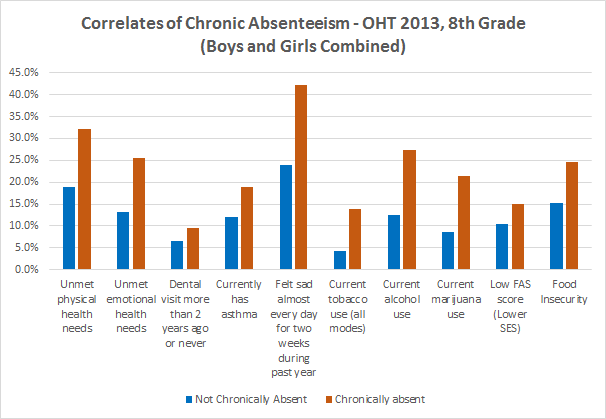 Correlates of Chronic Absenteeism - OHT 2013, 8th Grade
(Boys and Girls Combined)
45.0%
40.0%
35.0%
30.0%
25.0%
20.0%
15.0%
10.0%
5.0%
0.0%
Unmet
physical
health
needs
Unmet
emotional
health
needs
Dental
visit more
than 2
years ago
or never
Currently
has
asthma
Felt sad
almost
every day
for two
weeks
during
past year
Current
tobacco
use (all
modes)
Current
alcohol
use
Current
marijuana
use
Low FAS
score
(Lower
SES)
Food
Insecurity
Not Chronically Absent
Chronically absent